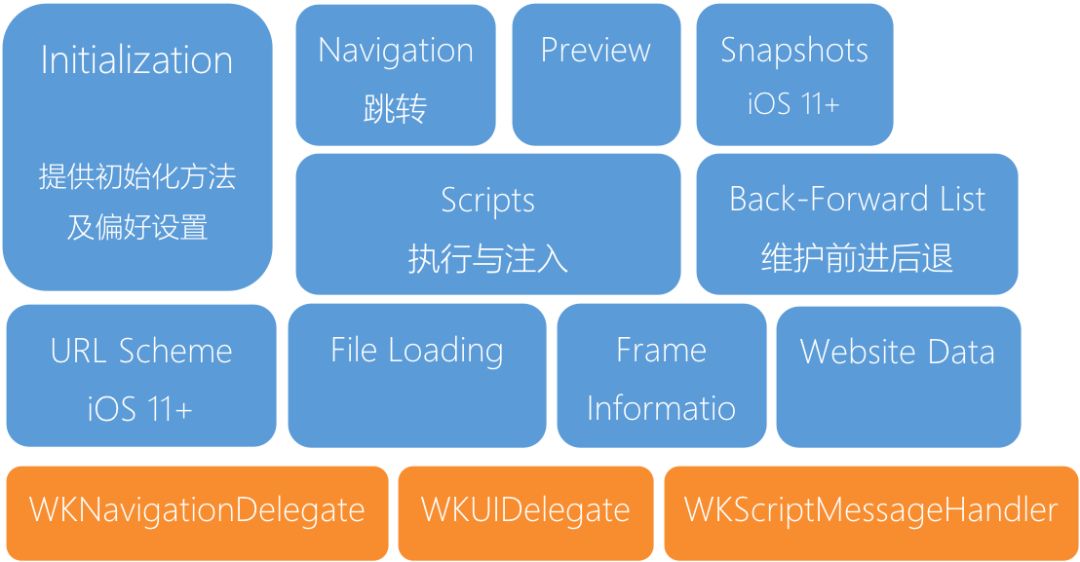 Initialization
提供初始化方法
及偏好设置
Navigation
跳转
Preview
Snapshots
iOS 11+
Scripts
执行与注入
Back-Forward List
维护前进后退
URL Scheme
iOS 11+
File Loading
Frame
Informatio
Website Data
WKNavigationDelegate
WKUIDelegate
WKScriptMessageHandler